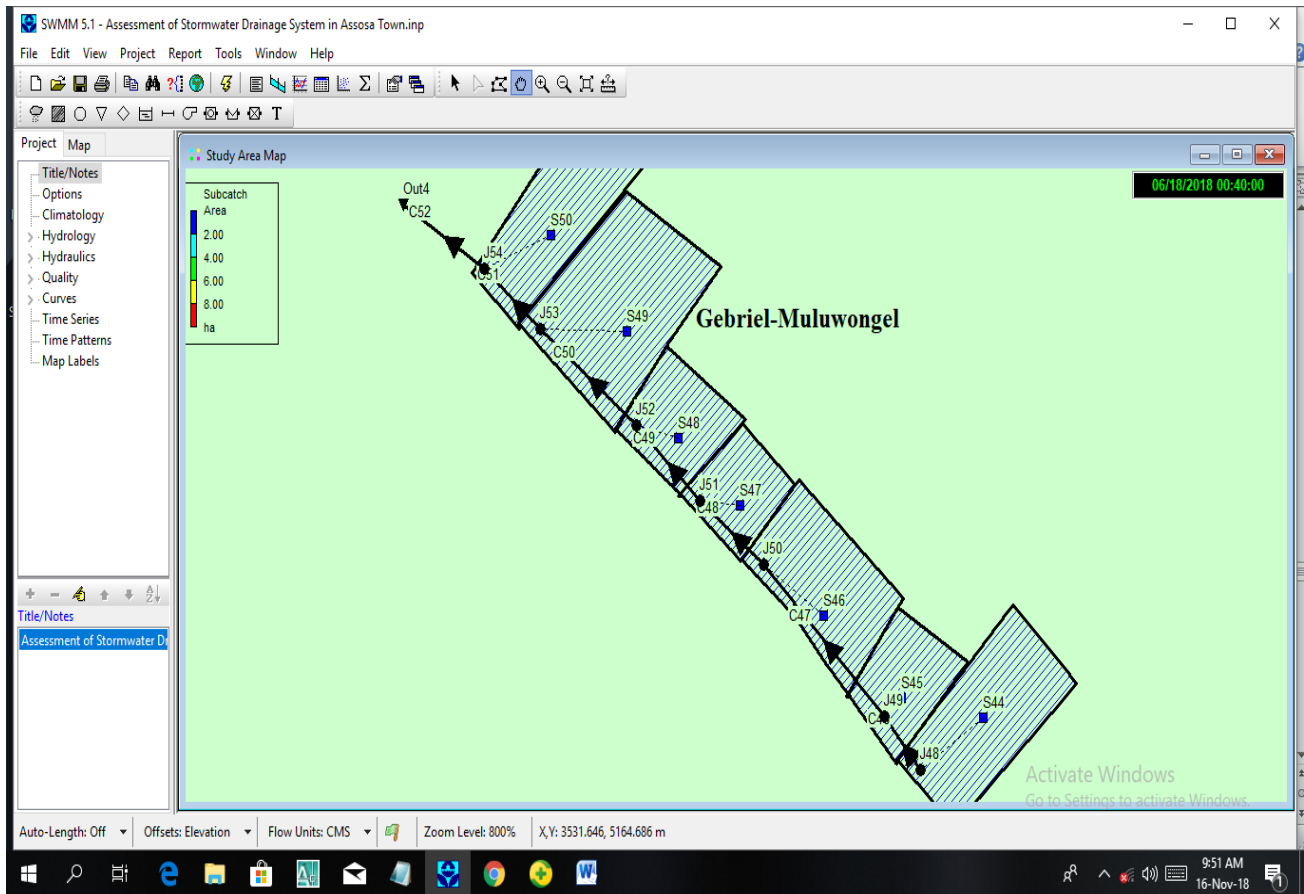 SWMM 5.1 - Assessment of Stormwater Drainage System in Assosa Town.inp
File Edit View Project Report Tools Window Help
T
Project Map
Study Area Map
Title/Notes
Options
Climatology
Hydrology
Hydraulics
Quality
Curves
Time Series
Time Patterns
Map Labels
Subcatch
Area
2.00
4.00
6.00
8.00
ha
06/18/2018 00:40:00
Out4
C52
S50
J54
C51
J53
S49
Gebriel-Muluwongel
C50
J52
S48
C49
J51
S47
C48
J50
S46
C47
S45
J49
S44
J48
Title/Notes
Assessment of Stormwater Dr
Activate Windows
Go to Settings to activate Windows.
Auto-Length: Off Offsets: Elevation Flow Units: CMS Zoom Level: 800% X,Y: 3531.646, 5164.686 m
9:51 AM
16-Nov-18
1